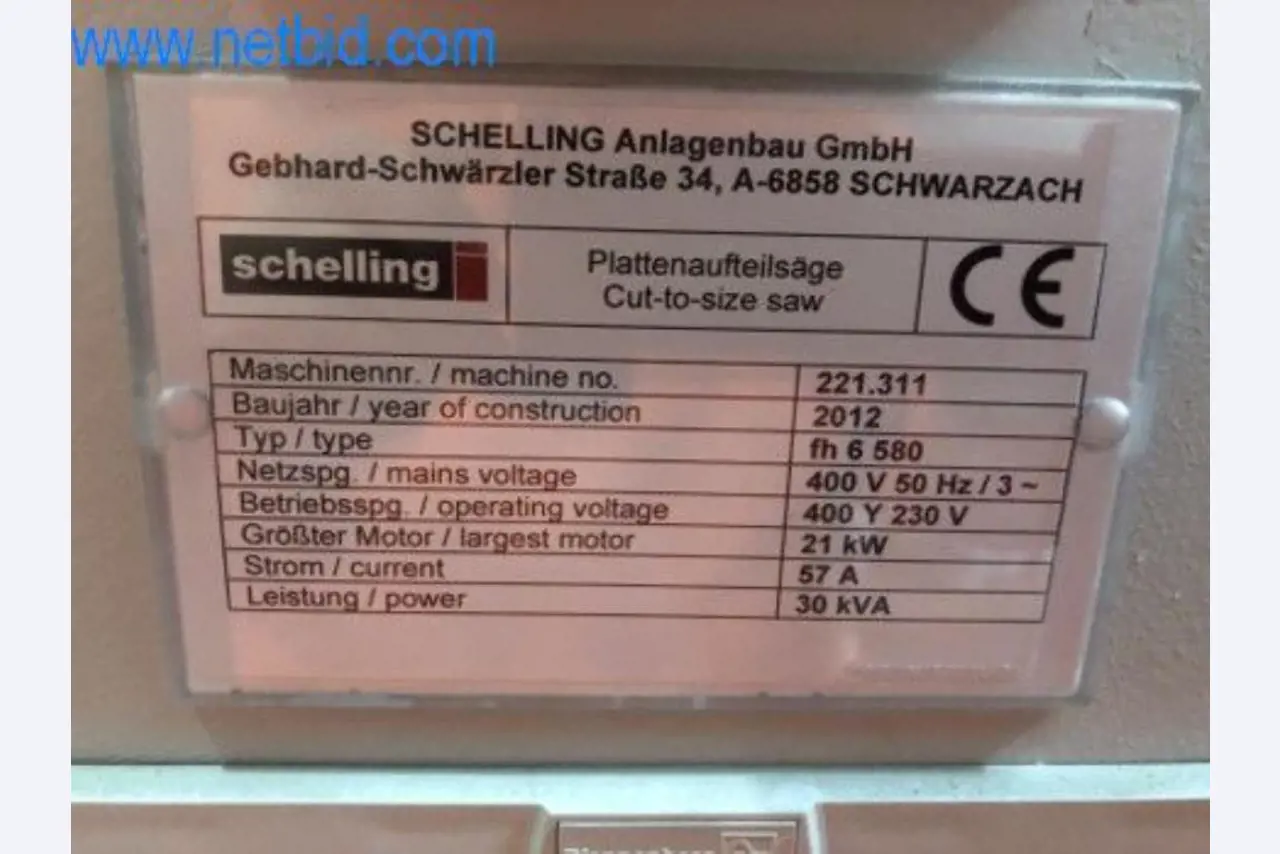 www.netbid.com
SCHELLING Anlagenbau GmbH
Gebhard-Schwärzler Straße 34, A-6858 SCHWARZACH
schelling
Plattenaufteilsäge
Cut-to-size saw
CE
Maschinennr. / machine no. 221.311
Baujahr / year of construction 2012
Typ / type fh 6 580
Netzspg. / mains voltage 400 V 50 Hz / 3 ~
Betriebsspg. / operating voltage 400 Y 230 V
Größter Motor / largest motor 21 kW
Strom / current 57 A
Leistung / power 30 kVA